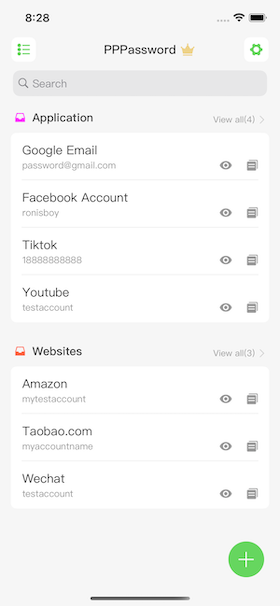 8:28
PPPassword
Search
Application
View all(4)
Google Email
password@gmail.com
Facebook Account
ronisboy
Tiktok
18888888888
Youtube
testaccount
Websites
View all(3)
Amazon
mytestaccount
Taobao.com
myaccountname
Wechat
testaccount